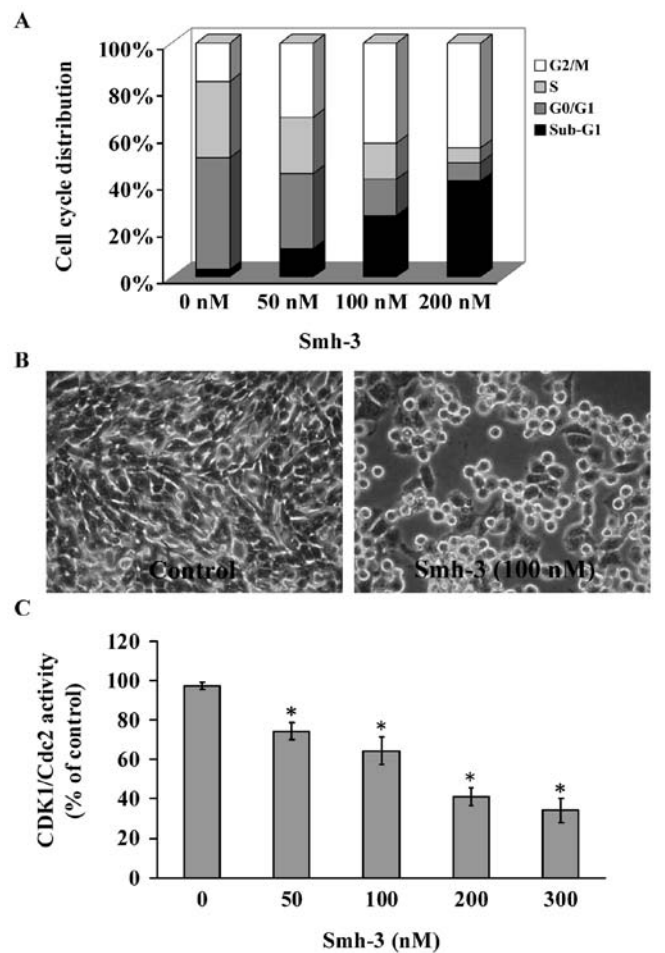 A
100%
80%
60%
40%
20%
0%
Cell cycle distribution
G2/M
S
G0/G1
Sub-G1
0 nM 50 nM 100 nM 200 nM
Smh-3
B
Control
Smh-3 (100 nM)
C
120
100
80
60
40
20
0
CDK1/Cdc2 activity
(% of control)
* * * *
0 50 100 200 300
Smh-3 (nM)